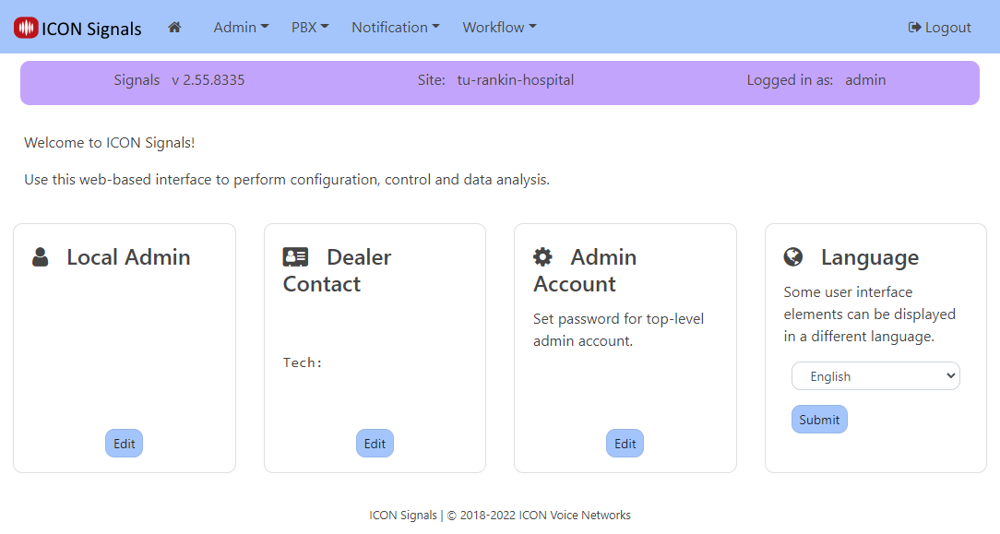 ICON Signals Admin PBX Notification Workflow Logout
Signals v 2.55.8335 Site: tu-rankin-hospital Logged in as: admin
Welcome to ICON Signals!
Use this web-based interface to perform configuration, control and data analysis.
Local Admin
Edit
Dealer
Contact
Tech:
Edit
Admin
Account
Set password for top-level
admin account.
Edit
Language
Some user interface
elements can be displayed
in a different language.
English
Submit
ICON Signals | © 2018-2022 ICON Voice Networks